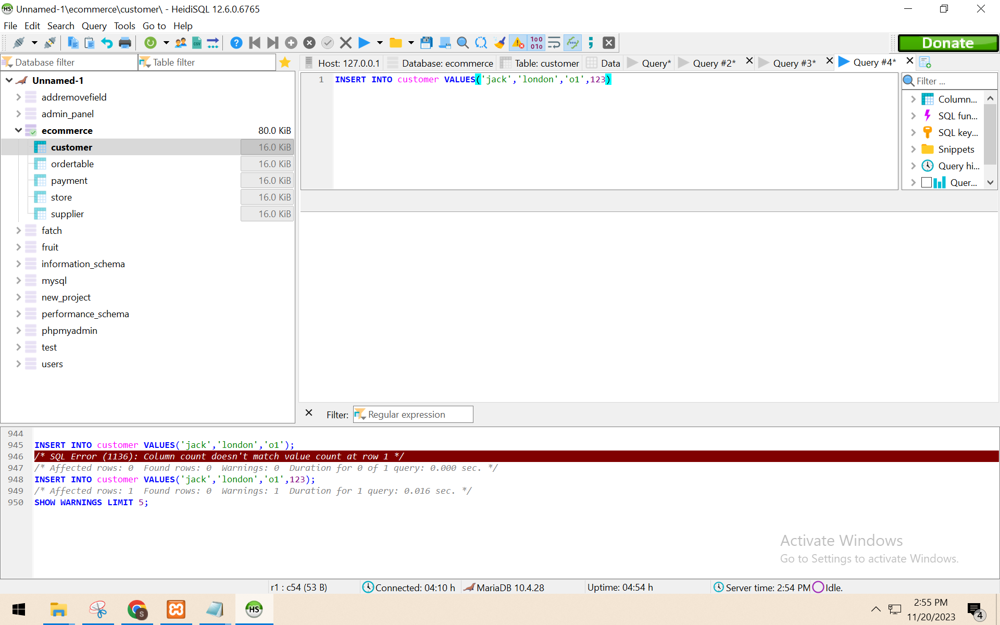 Unnamed-1\ecommerce\customer\ - HeidiSQL 12.6.0.6765
File Edit Search Query Tools Go to Help
Donate
Database filter
Table filter
Host: 127.0.0.1
Database: ecommerce
Table: customer
Data
Query*
Query #2*
Query #3*
Query #4*
Unnamed-1
addremovefield
admin_panel
ecommerce 80.0 KiB
customer 16.0 KiB
ordertable 16.0 KiB
payment 16.0 KiB
store 16.0 KiB
supplier 16.0 KiB
fatch
fruit
information_schema
mysql
new_project
performance_schema
phpmyadmin
test
users
1 INSERT INTO customer VALUES('jack','london','o1',123)
Filter ...
Column...
SQL fun...
SQL key...
Snippets
Query hi...
Quer...
Filter: Regular expression
944
945 INSERT INTO customer VALUES('jack','london','o1');
946 /* SQL Error (1136): Column count doesn't match value count at row 1 */
947 /* Affected rows: 0 Found rows: 0 Warnings: 0 Duration for 0 of 1 query: 0.000 sec. */
948 INSERT INTO customer VALUES('jack','london','o1',123);
949 /* Affected rows: 1 Found rows: 0 Warnings: 1 Duration for 1 query: 0.016 sec. */
950 SHOW WARNINGS LIMIT 5;
Activate Windows
Go to Settings to activate Windows.
r1 : c54 (53 B)
Connected: 04:10 h
MariaDB 10.4.28
Uptime: 04:54 h
Server time: 2:54 PM
Idle.
S
HS
2:55 PM
11/20/2023
4